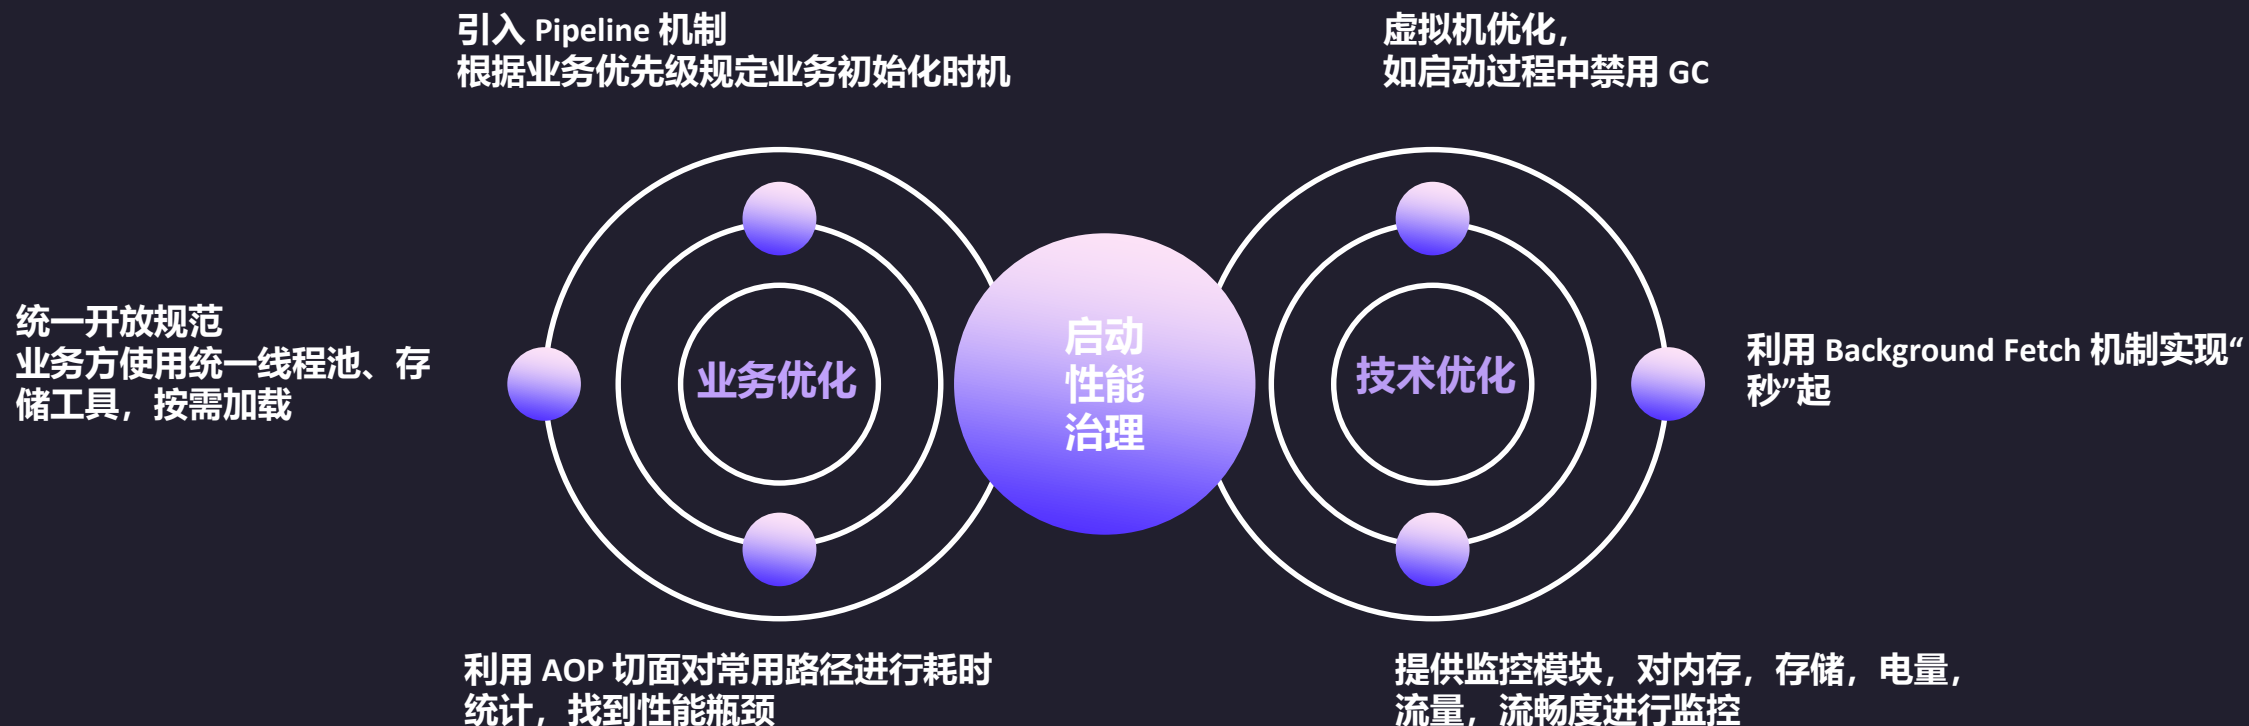 引入 Pipeline 机制
根据业务优先级规定业务初始化时机
虚拟机优化，
如启动过程中禁用 GC
统一开放规范
业务方使用统一线程池、存
储工具，按需加载
业务优化
启动
性能
治理
技术优化
利用 Background Fetch 机制实现“
秒”起
利用 AOP 切面对常用路径进行耗时
统计，找到性能瓶颈
提供监控模块，对内存，存储，电量，
流量，流畅度进行监控